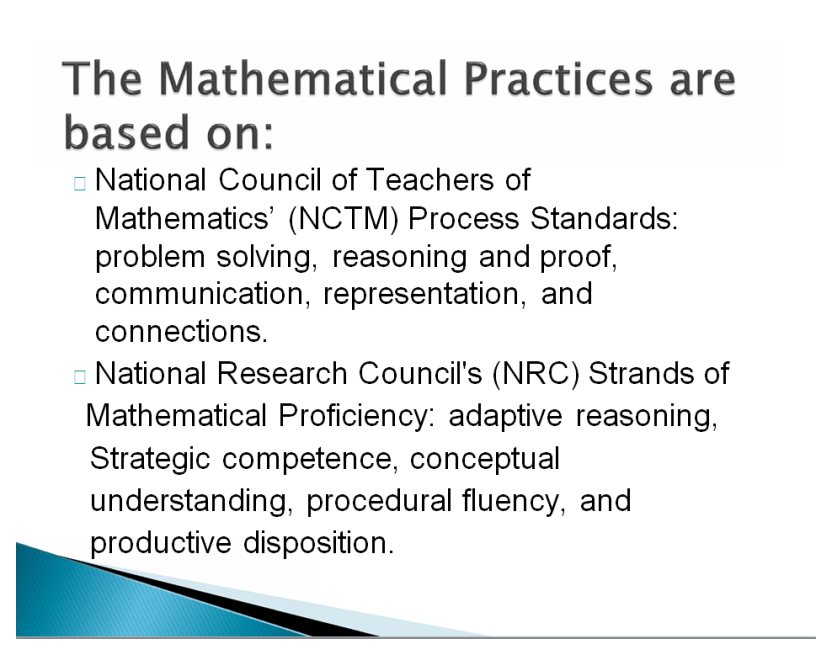 The Mathematical Practices are
based on:
National Council of Teachers of
Mathematics’ (NCTM) Process Standards:
problem solving, reasoning and proof,
communication, representation, and
connections.
National Research Council's (NRC) Strands of
Mathematical Proficiency: adaptive reasoning,
Strategic competence, conceptual
understanding, procedural fluency, and
productive disposition.